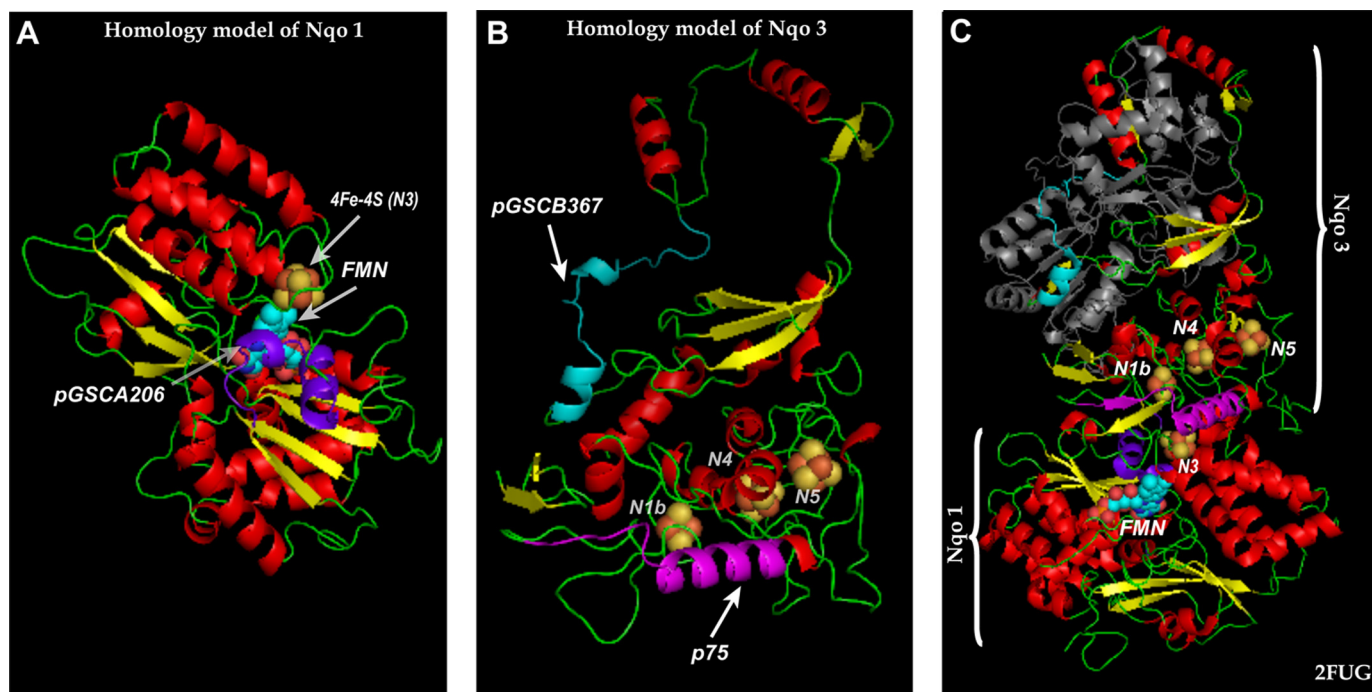 A
Homology model of Nqo 1
4Fe-4S (N3)
FMN
pGSCA206
B
Homology model of Nqo 3
pGSCB367
N4
N5
N1b
p75
C
Nqo 3
N4
N5
N1b
N3
Nqo 1
FMN
2FUG